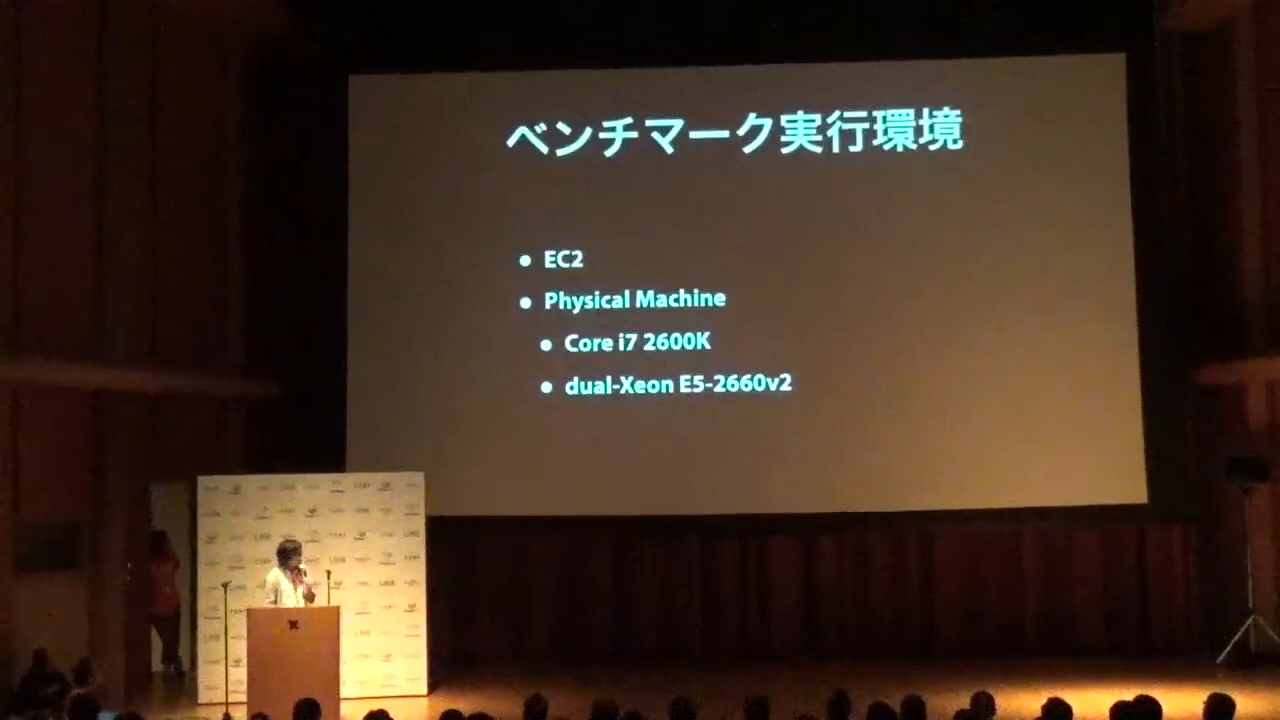 ベンチマーク実行環境
● EC2
● Physical Machine
● Core i7 2600K
● dual-Xeon E5-2660v2